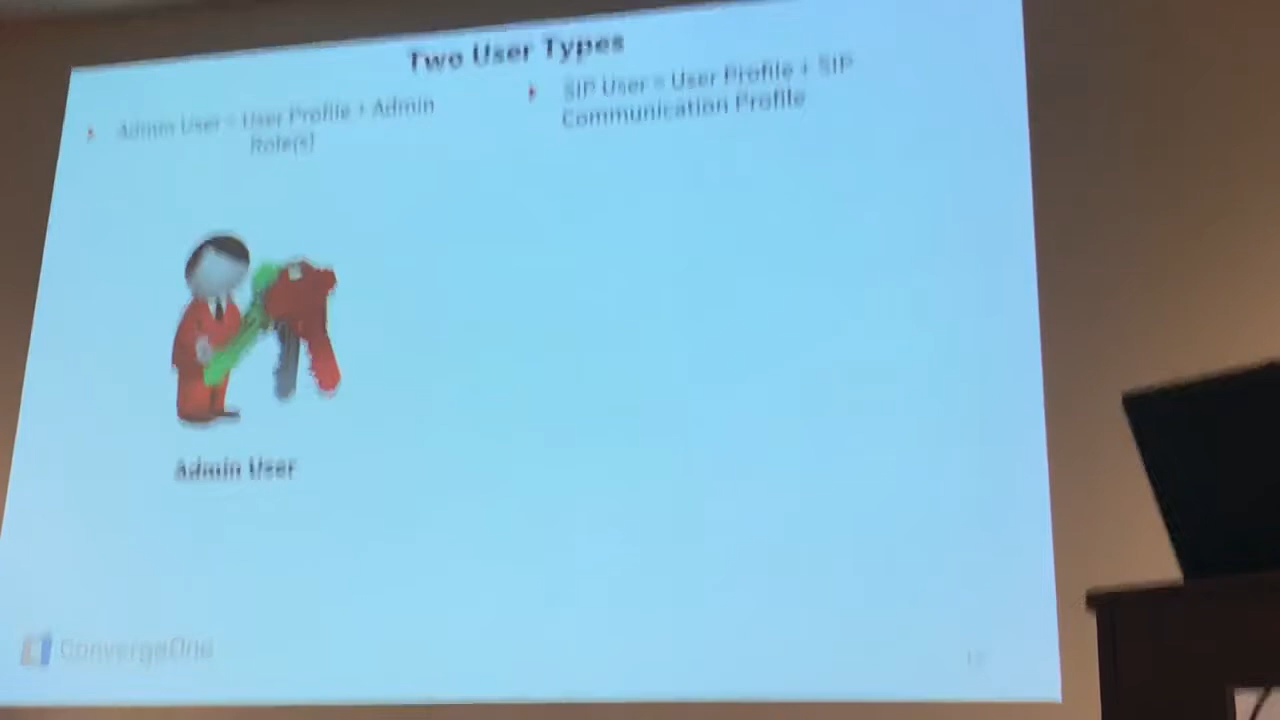 Two User Types
Admin User = User Profile + Admin
Role(s)
SIP User = User Profile + SIP
Communication Profile
Admin User
ConvergeOne